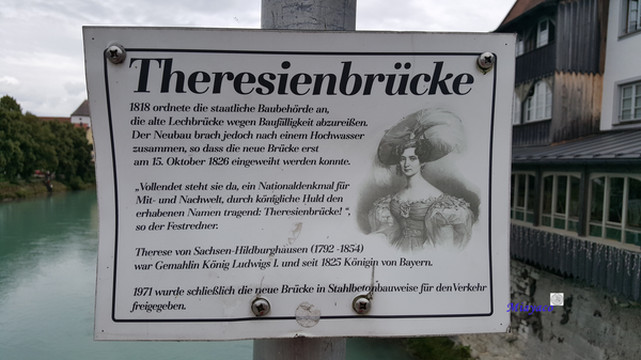 Theresienbrücke
1818 ordnete die staatliche Baubehörde an,
die alte Lechbrücke wegen Baufälligkeit abzureißen.
Der Neubau brach jedoch nach einem Hochwasser
zusammen, so dass die neue Brücke erst
am 15. Oktober 1826 eingeweiht werden konnte.
„Vollendet steht sie da, ein Nationaldenkmal für
Mit- und Nachwelt, durch königliche Huld den
erhabenen Namen tragend: Theresienbrücke! “,
so der Festredner.
Therese von Sachsen-Hildburghausen (1792 -1854)
war Gemahlin König Ludwigs I. und seit 1825 Königin von Bayern.
1971 wurde schließlich die neue Brücke in Stahlbetonbauweise für den Verkehr
freigegeben.